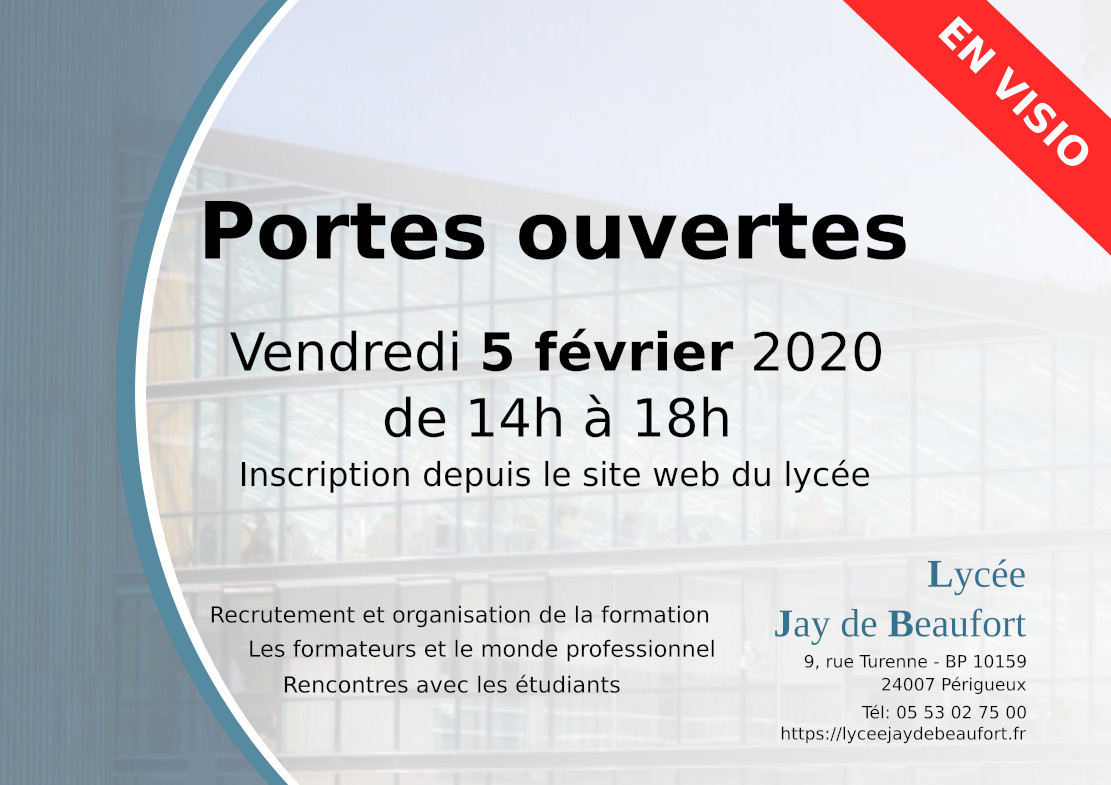 EN VISIO
Portes ouvertes
Vendredi 5 février 2020
de 14h à 18h
Inscription depuis le site web du lycée
Recrutement et organisation de la formation
Les formateurs et le monde professionnel
Rencontres avec les étudiants
Lycée
Jay de Beaufort
9, rue Turenne - BP 10159
24007 Périgueux
Tél: 05 53 02 75 00
https://lyceejaydebeaufort.fr